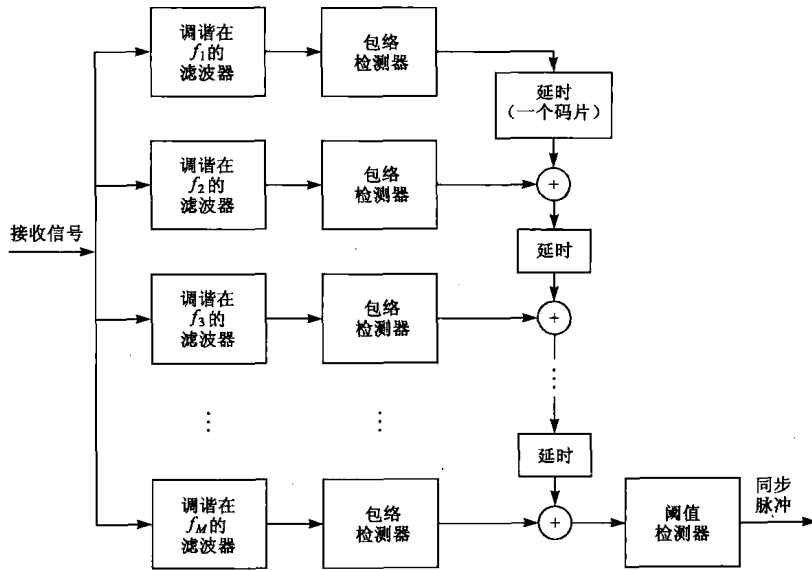 调谐在
f₁的
滤波器
包络
检测器
延时
（一个码片）
调谐在
f₂的
滤波器
包络
检测器
+
接收信号
延时
调谐在
f₃的
滤波器
包络
检测器
+
⋮
⋮
⋮
延时
调谐在
f_M的
滤波器
包络
检测器
+
阈值
检测器
同步
脉冲